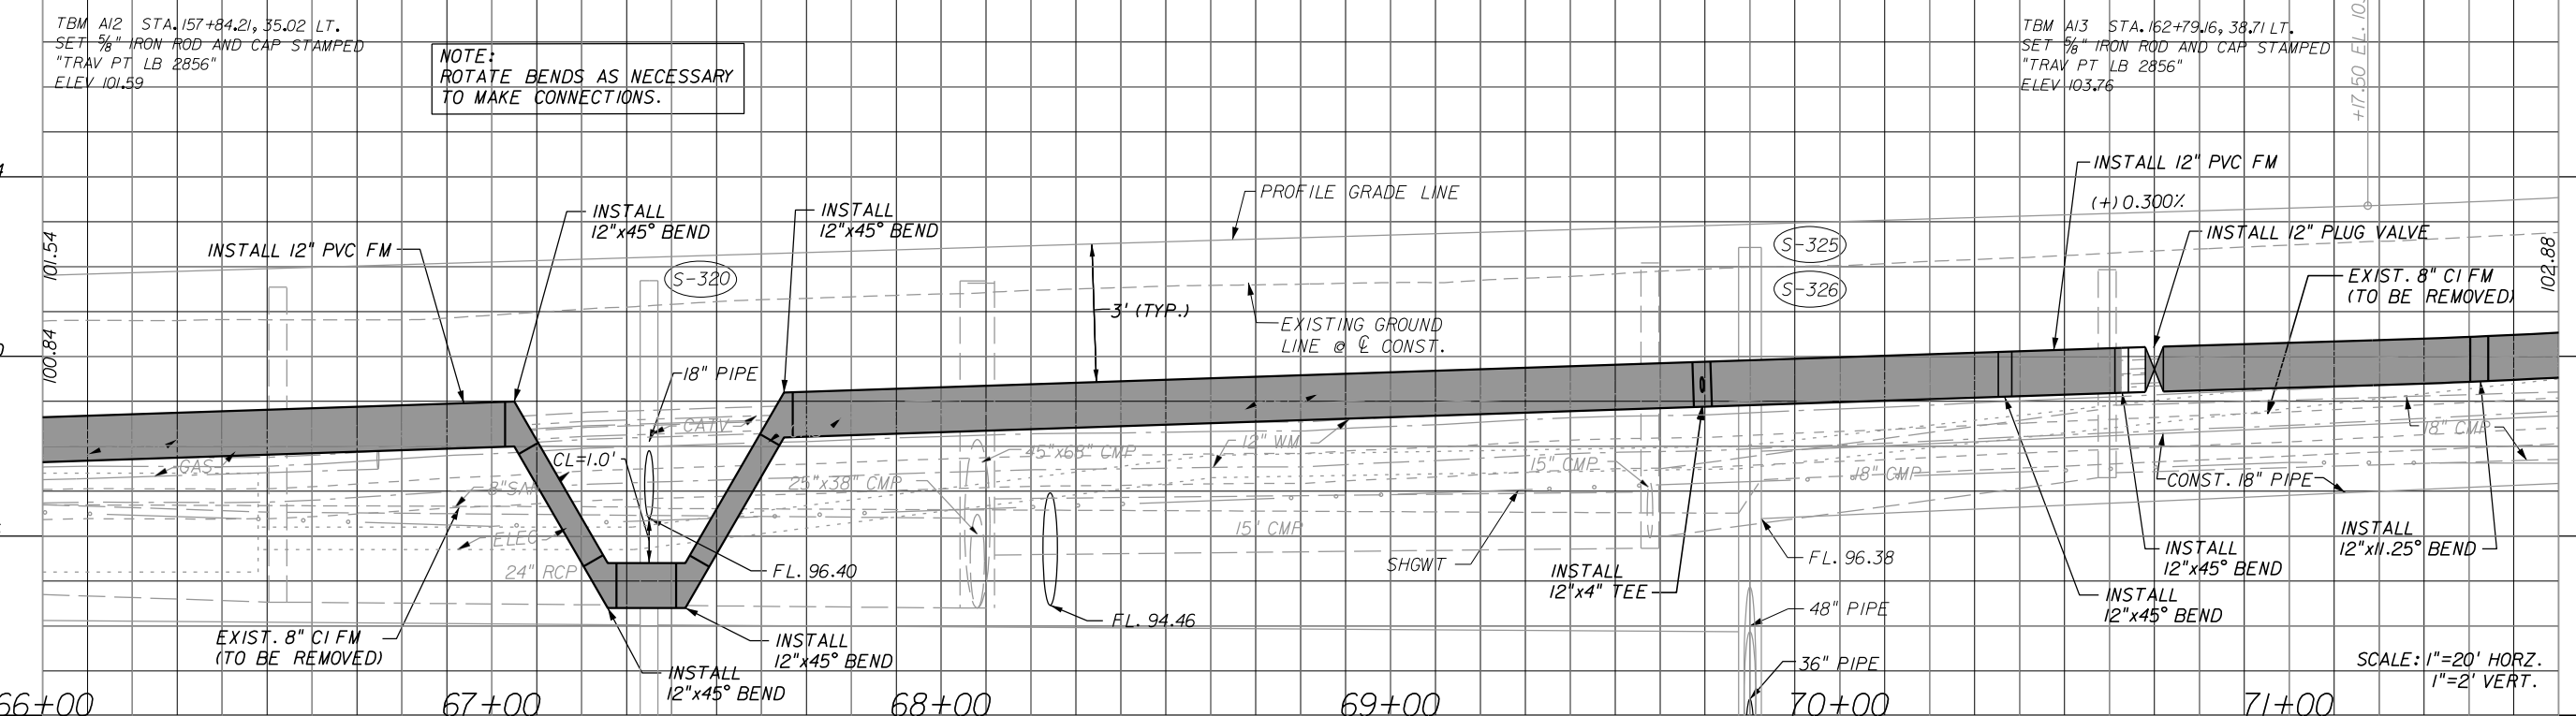 TBM A12 STA. 157+84.21, 35.02 LT.
SET 5/8" IRON ROD AND CAP STAMPED
"TRAV PT LB 2856"
ELEV 101.59
NOTE:
ROTATE BENDS AS NECESSARY
TO MAKE CONNECTIONS.
TBM A13 STA. 162+79.16, 38.71 LT.
SET 5/8" IRON ROD AND CAP STAMPED
"TRAV PT LB 2856"
ELEV 103.76
+17.50 EL. 103
INSTALL 12" PVC FM
(+) 0.300%
PROFILE GRADE LINE
INSTALL
12"x45° BEND
INSTALL
12"x45° BEND
INSTALL 12" PVC FM
INSTALL 12" PLUG VALVE
101.54
100.84
102.88
S-320
S-325
S-326
EXIST. 8" CI FM
(TO BE REMOVED)
3' (TYP.)
EXISTING GROUND
LINE @ ℄ CONST.
18" PIPE
CATV
CL=1.0'
GAS
8"SAN
ELEC
24" RCP
45"x68" CMP
25"x38" CMP
12" WM
15" CMP
18" CMP
18" CMP
15' CMP
CONST. 18" PIPE
SHGWT
FL. 96.40
FL. 94.46
FL. 96.38
INSTALL
12"x4" TEE
INSTALL
12"x45° BEND
INSTALL
12"x45° BEND
INSTALL
12"x11.25° BEND
48" PIPE
36" PIPE
EXIST. 8" CI FM
(TO BE REMOVED)
INSTALL
12"x45° BEND
INSTALL
12"x45° BEND
SCALE: 1"=20' HORZ.
1"=2' VERT.
66+00
67+00
68+00
69+00
70+00
71+00